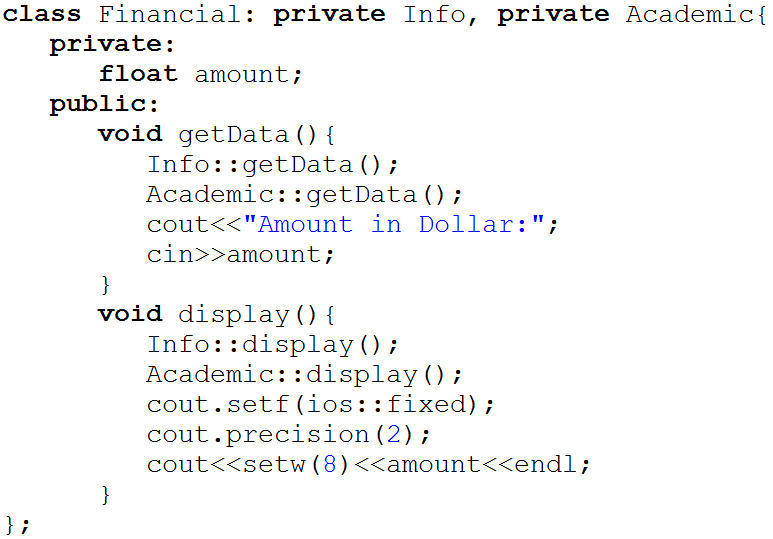 class Financial: private Info, private Academic{
private:
float amount;
public:
void getData(){
Info::getData();
Academic::getData();
cout<<"Amount in Dollar:";
cin>>amount;
}
void display(){
Info::display();
Academic::display();
cout.setf(ios::fixed);
cout.precision(2);
cout<<setw(8)<<amount<<endl;
}
};